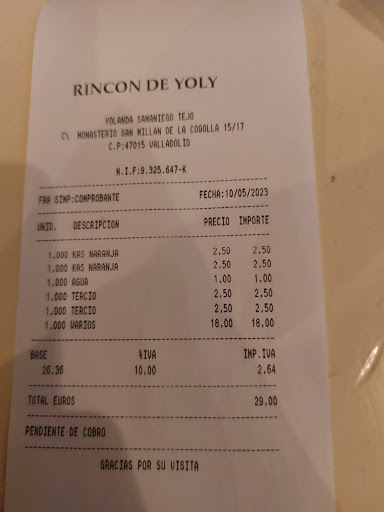 RINCON DE YOLY
YOLANDA SAMANIEGO TEJO
C\ MONASTERIO SAN MILLAN DE LA COGOLLA 15/17
C.P:47015 VALLADOLID
N.I.F:9.325.647-K
FRA SIMP:COMPROBANTE FECHA:10/05/2023
UNID. DESCRIPCION PRECIO IMPORTE
1,000 KAS NARANJA 2,50 2,50
1,000 KAS NARANJA 2,50 2,50
1,000 AGUA 1,00 1,00
1,000 TERCIO 2,50 2,50
1,000 TERCIO 2,50 2,50
1,000 VARIOS 18,00 18,00
BASE %IVA IMP.IVA
26.36 10.00 2.64
TOTAL EUROS 29.00
PENDIENTE DE COBRO
GRACIAS POR SU VISITA